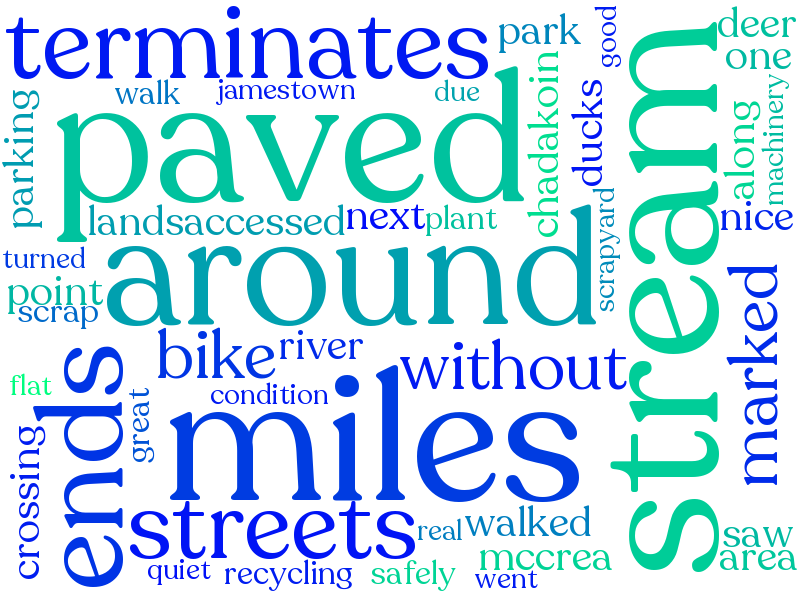 terminates
park
good
deer
one
walk
jamestown
due
parking
paved
chadakoin
ducks
stream
along
machinery
landsaccessed
next
plant
scrapyard
nice
turned
around
point
scrap
marked
ends
bike
river
without
flat
great
condition
miles
crossing
streets
real
walked
saw
area
quiet
recycling
safely
mccrea
went